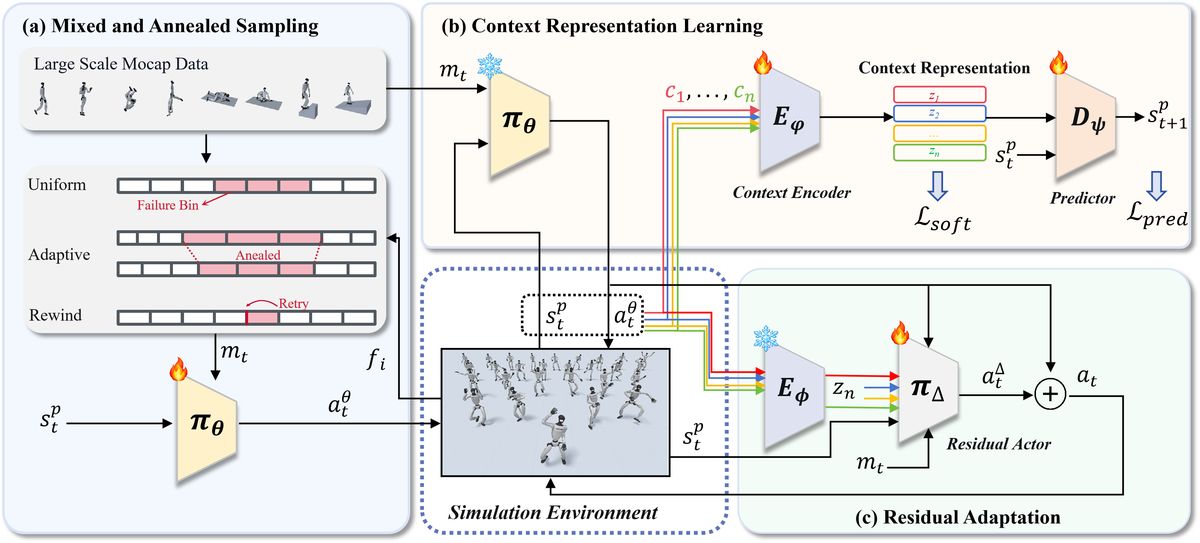 (a) Mixed and Annealed Sampling
Large Scale Mocap Data
Uniform
Failure Bin
Adaptive
Anealed
Rewind
Retry
m_t
f_i
s_t^p
π_θ
a_t^θ
(b) Context Representation Learning
m_t
π_θ
c_1, ..., c_n
E_φ
Context Encoder
Context Representation
z_1
z_2
...
z_n
s_t^p
D_ψ
Predictor
s_{t+1}^p
ℒ_soft
ℒ_pred
s_t^p
a_t^θ
s_t^p
Simulation Environment
E_ϕ
z_n
π_Δ
a_t^Δ
+
a_t
m_t
Residual Actor
(c) Residual Adaptation